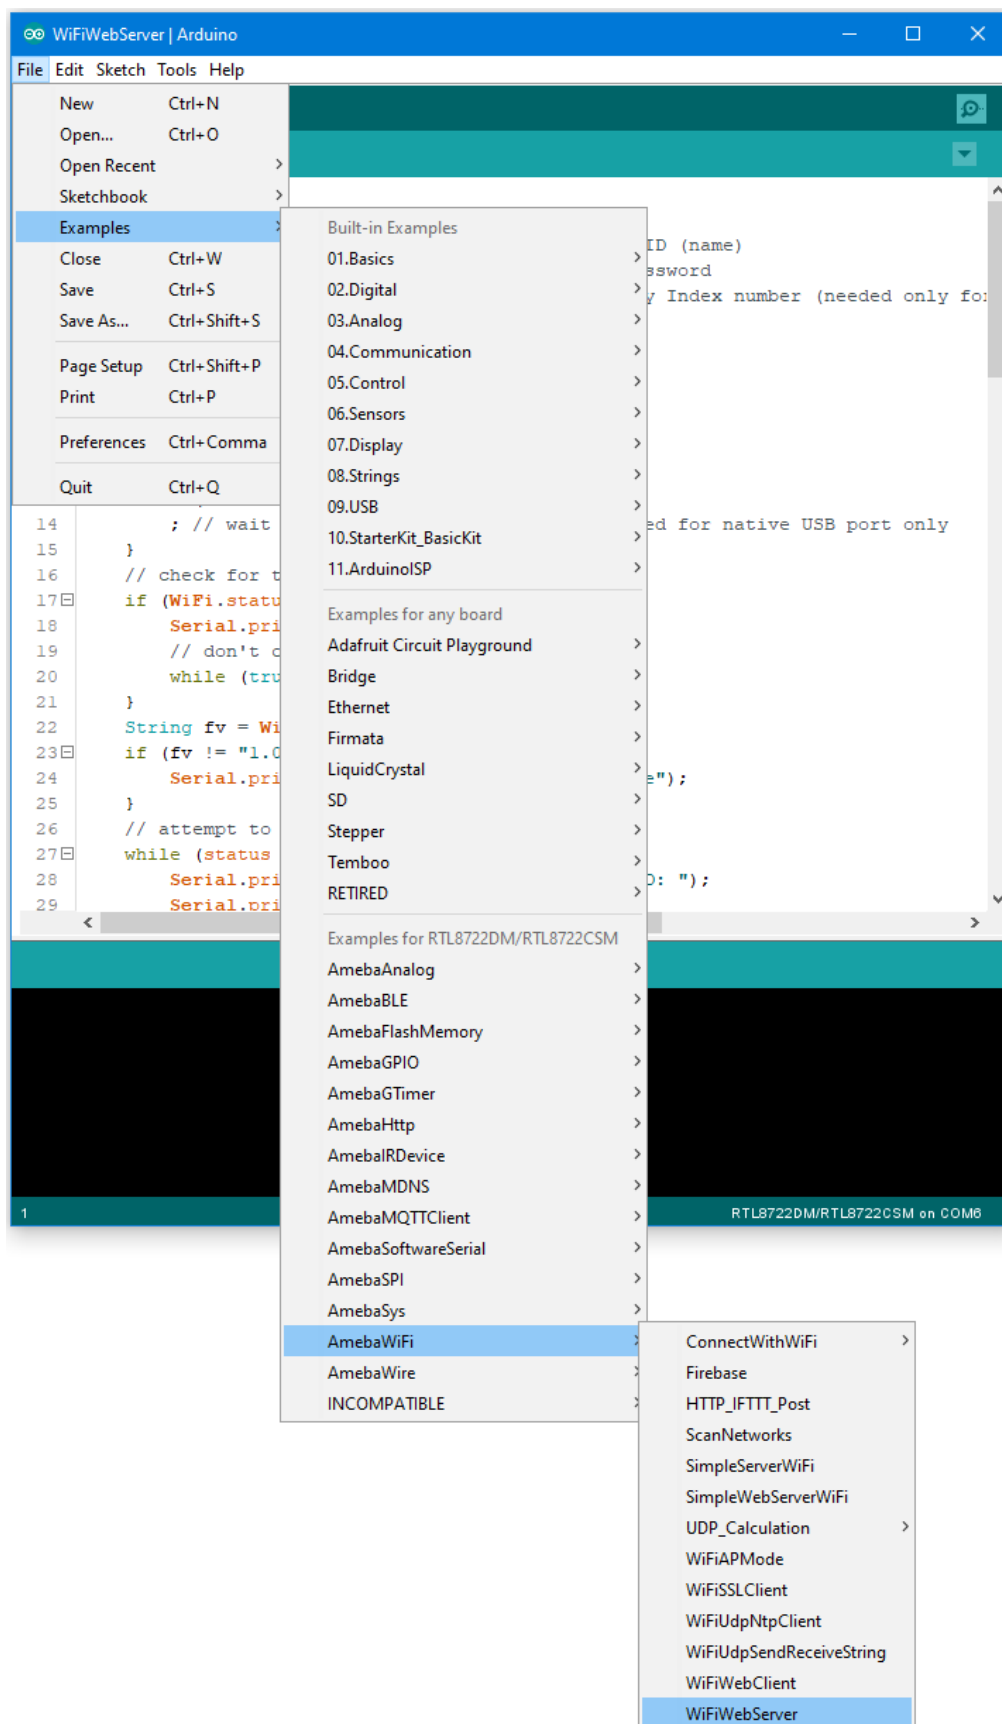 WiFiWebServer | Arduino
File Edit Sketch Tools Help
New Ctrl+N
Open... Ctrl+O
Open Recent
Sketchbook
Examples
Close Ctrl+W
Save Ctrl+S
Save As... Ctrl+Shift+S
Page Setup Ctrl+Shift+P
Print Ctrl+P
Preferences Ctrl+Comma
Quit Ctrl+Q
Built-in Examples
01.Basics
02.Digital
03.Analog
04.Communication
05.Control
06.Sensors
07.Display
08.Strings
09.USB
10.StarterKit_BasicKit
11.ArduinoISP
Examples for any board
Adafruit Circuit Playground
Bridge
Ethernet
Firmata
LiquidCrystal
SD
Stepper
Temboo
RETIRED
Examples for RTL8722DM/RTL8722CSM
AmebaAnalog
AmebaBLE
AmebaFlashMemory
AmebaGPIO
AmebaGTimer
AmebaHttp
AmebaIRDevice
AmebaMDNS
AmebaMQTTClient
AmebaSoftwareSerial
AmebaSPI
AmebaSys
AmebaWiFi
AmebaWire
INCOMPATIBLE
ConnectWithWiFi
Firebase
HTTP_IFTTT_Post
ScanNetworks
SimpleServerWiFi
SimpleWebServerWiFi
UDP_Calculation
WiFiAPMode
WiFiSSLClient
WiFiUdpNtpClient
WiFiUdpSendReceiveString
WiFiWebClient
WiFiWebServer
ID (name)
ssword
y Index number (needed only for
14 ; // wait ed for native USB port only
15 }
16 // check for t
17 if (WiFi.statu
18 Serial.pri
19 // don't c
20 while (tru
21 }
22 String fv = Wi
23 if (fv != "1.0
24 Serial.pri e");
25 }
26 // attempt to
27 while (status
28 Serial.pri D: ");
29 Serial.pri
1 RTL8722DM/RTL8722CSM on COM6